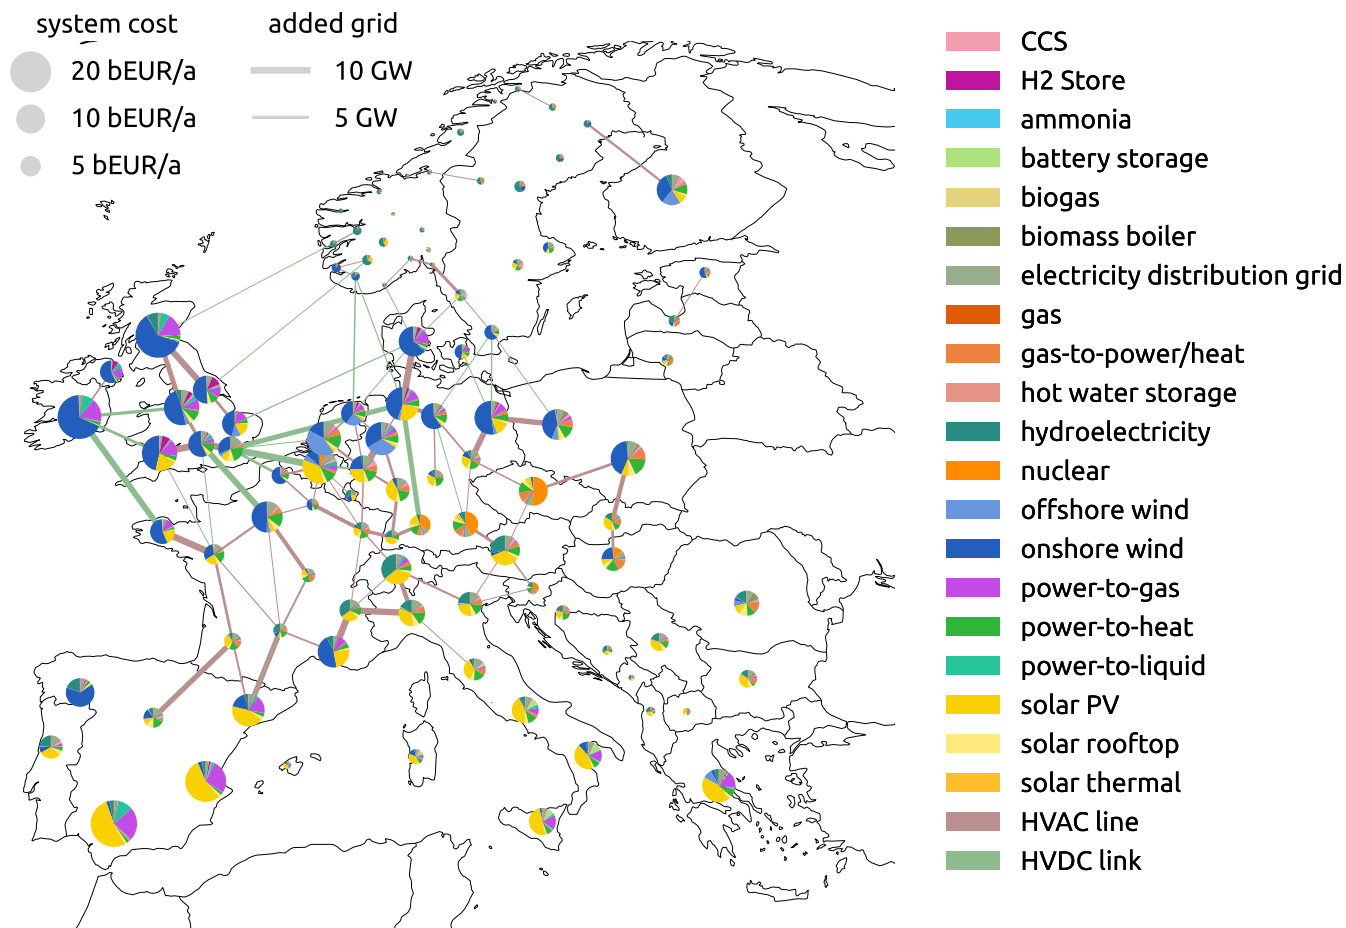 system cost
20 bEUR/a
10 bEUR/a
5 bEUR/a
added grid
10 GW
5 GW
CCS
H2 Store
ammonia
battery storage
biogas
biomass boiler
electricity distribution grid
gas
gas-to-power/heat
hot water storage
hydroelectricity
nuclear
offshore wind
onshore wind
power-to-gas
power-to-heat
power-to-liquid
solar PV
solar rooftop
solar thermal
HVAC line
HVDC link